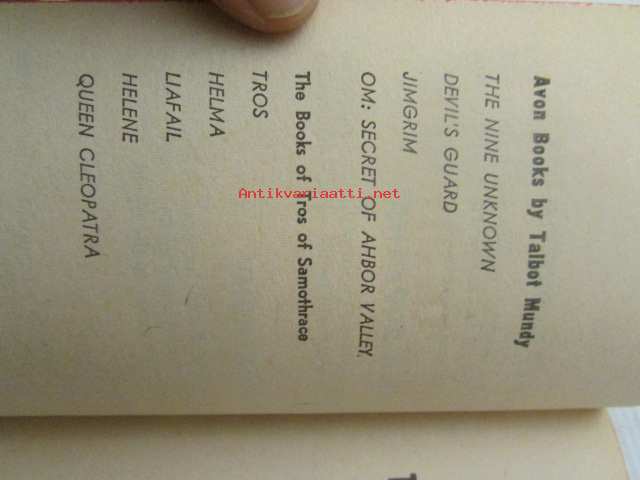 Avon Books by Talbot Mundy
THE NINE UNKNOWN
DEVIL'S GUARD
JIMGRIM
OM: SECRET OF AHBOR VALLEY
The Books of Tros of Samothrace
TROS
HELMA
LIAFAIL
HELENE
QUEEN CLEOPATRA
Antikvariaatti.net